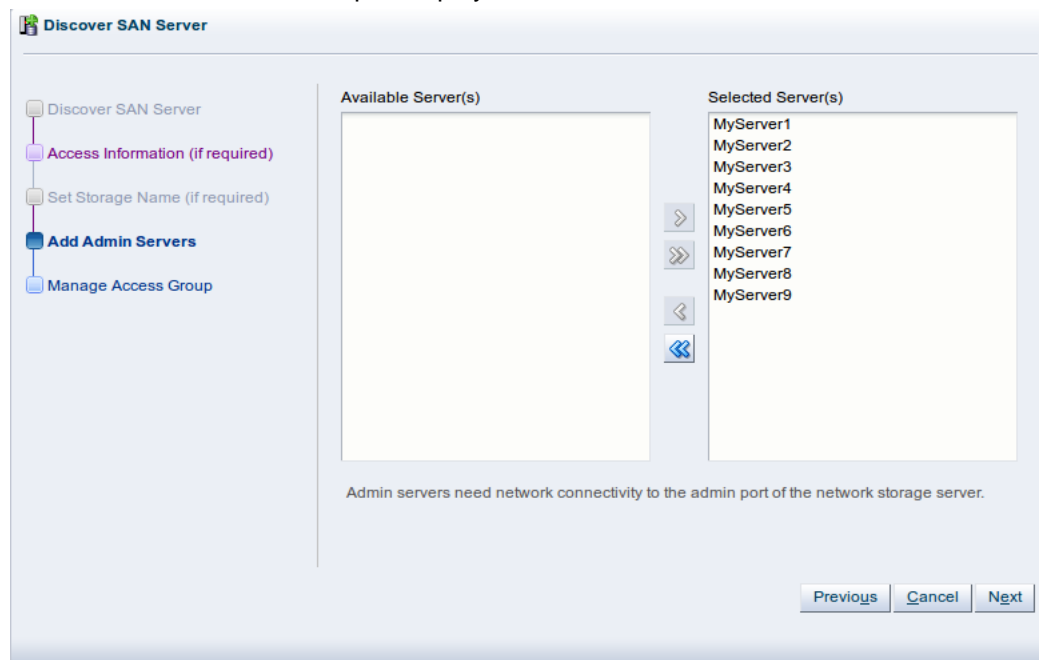 Discover SAN Server
Discover SAN Server
Access Information (if required)
Set Storage Name (if required)
Add Admin Servers
Manage Access Group
Available Server(s)
Selected Server(s)
MyServer1
MyServer2
MyServer3
MyServer4
MyServer5
MyServer6
MyServer7
MyServer8
MyServer9
Admin servers need network connectivity to the admin port of the network storage server.
Previous
Cancel
Next